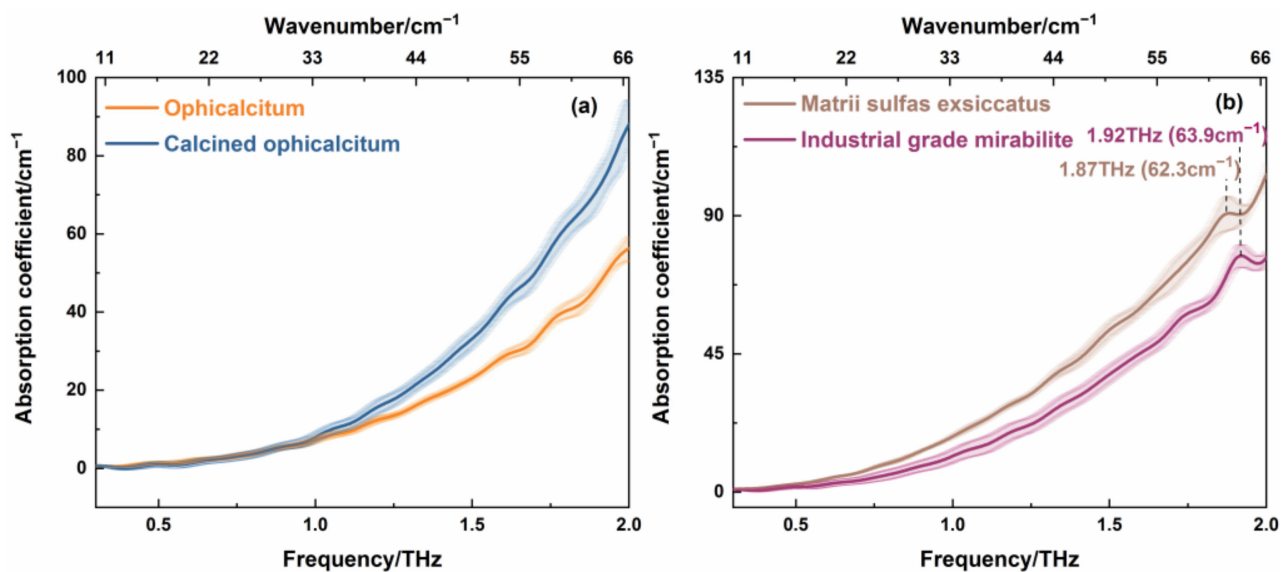 Wavenumber/cm⁻¹
11 22 33 44 55 66
100
80
60
40
20
0
Absorption coefficient/cm⁻¹
Ophicalcitum
Calcined ophicalcitum
(a)
0.5 1.0 1.5 2.0
Frequency/THz
Wavenumber/cm⁻¹
11 22 33 44 55 66
135
90
45
0
Absorption coefficient/cm⁻¹
Matrii sulfas exsiccatus
(b)
Industrial grade mirabilite
1.92THz (63.9cm⁻¹)
1.87THz (62.3cm⁻¹)
0.5 1.0 1.5 2.0
Frequency/THz